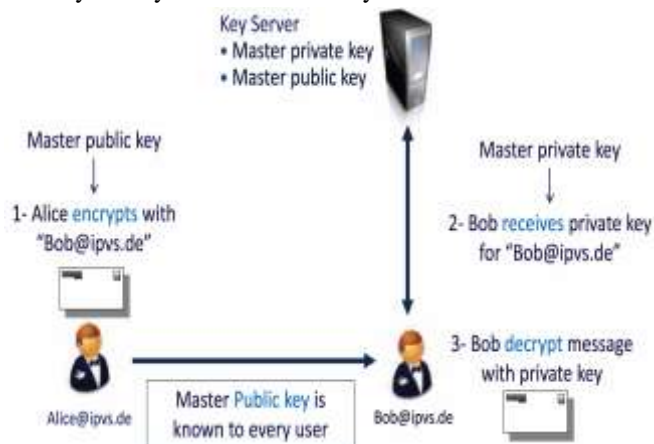 Key Server
• Master private key
• Master public key
Master public key
1- Alice encrypts with
"Bob@ipvs.de"
Master private key
2- Bob receives private key
for "Bob@ipvs.de"
3- Bob decrypt message
with private key
Alice@ipvs.de
Master Public key is
known to every user
Bob@ipvs.de